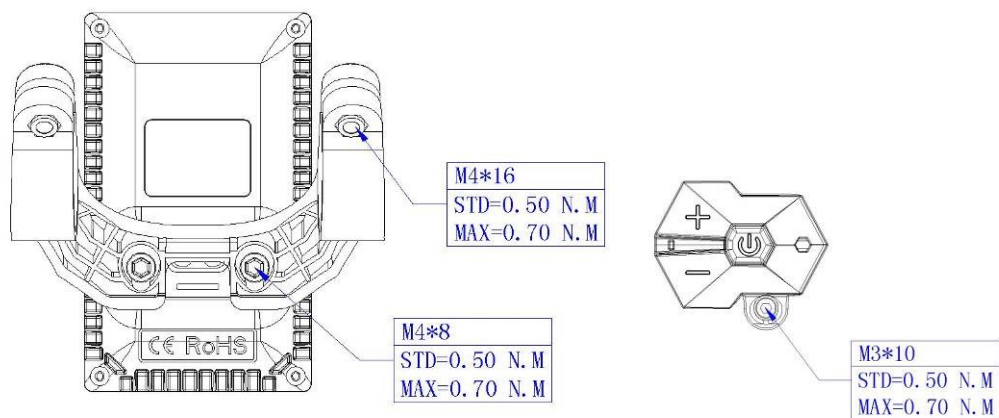 M4*16
STD=0.50 N.M
MAX=0.70 N.M
M4*8
STD=0.50 N.M
MAX=0.70 N.M
CE RoHS
M3*10
STD=0.50 N.M
MAX=0.70 N.M